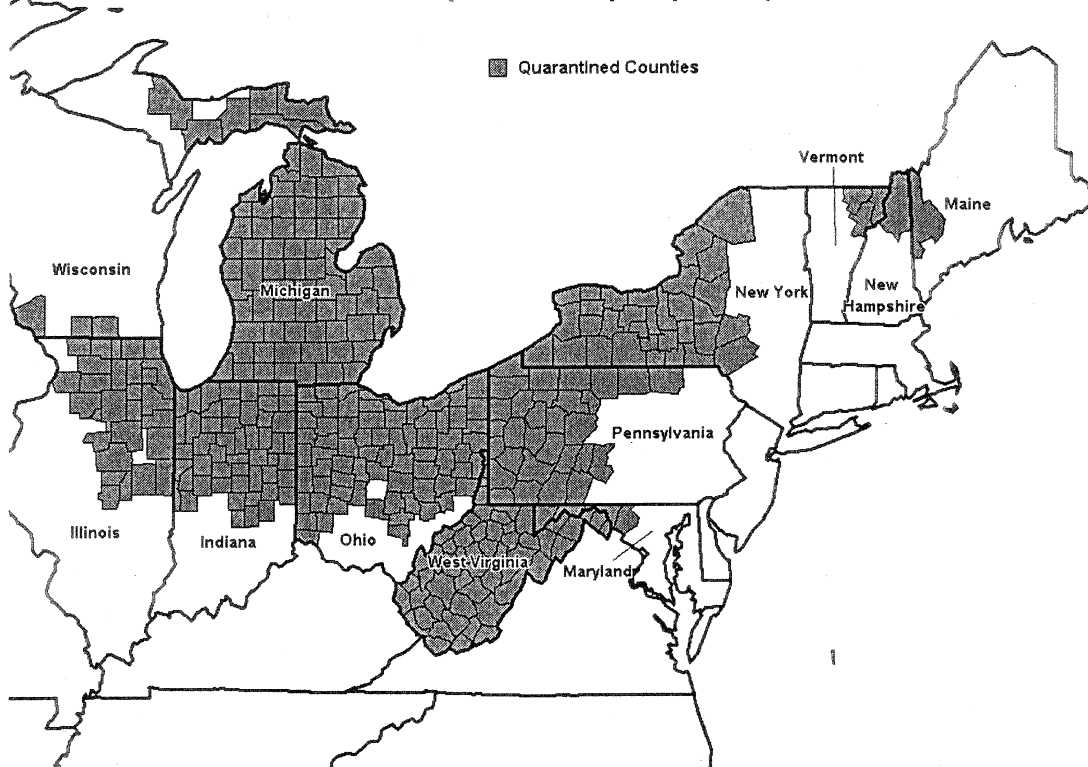 Quarantined Counties
Vermont
Maine
Wisconsin
Michigan
New York
New
Hampshire
Pennsylvania
Illinois
Indiana
Ohio
West Virginia
Maryland
1